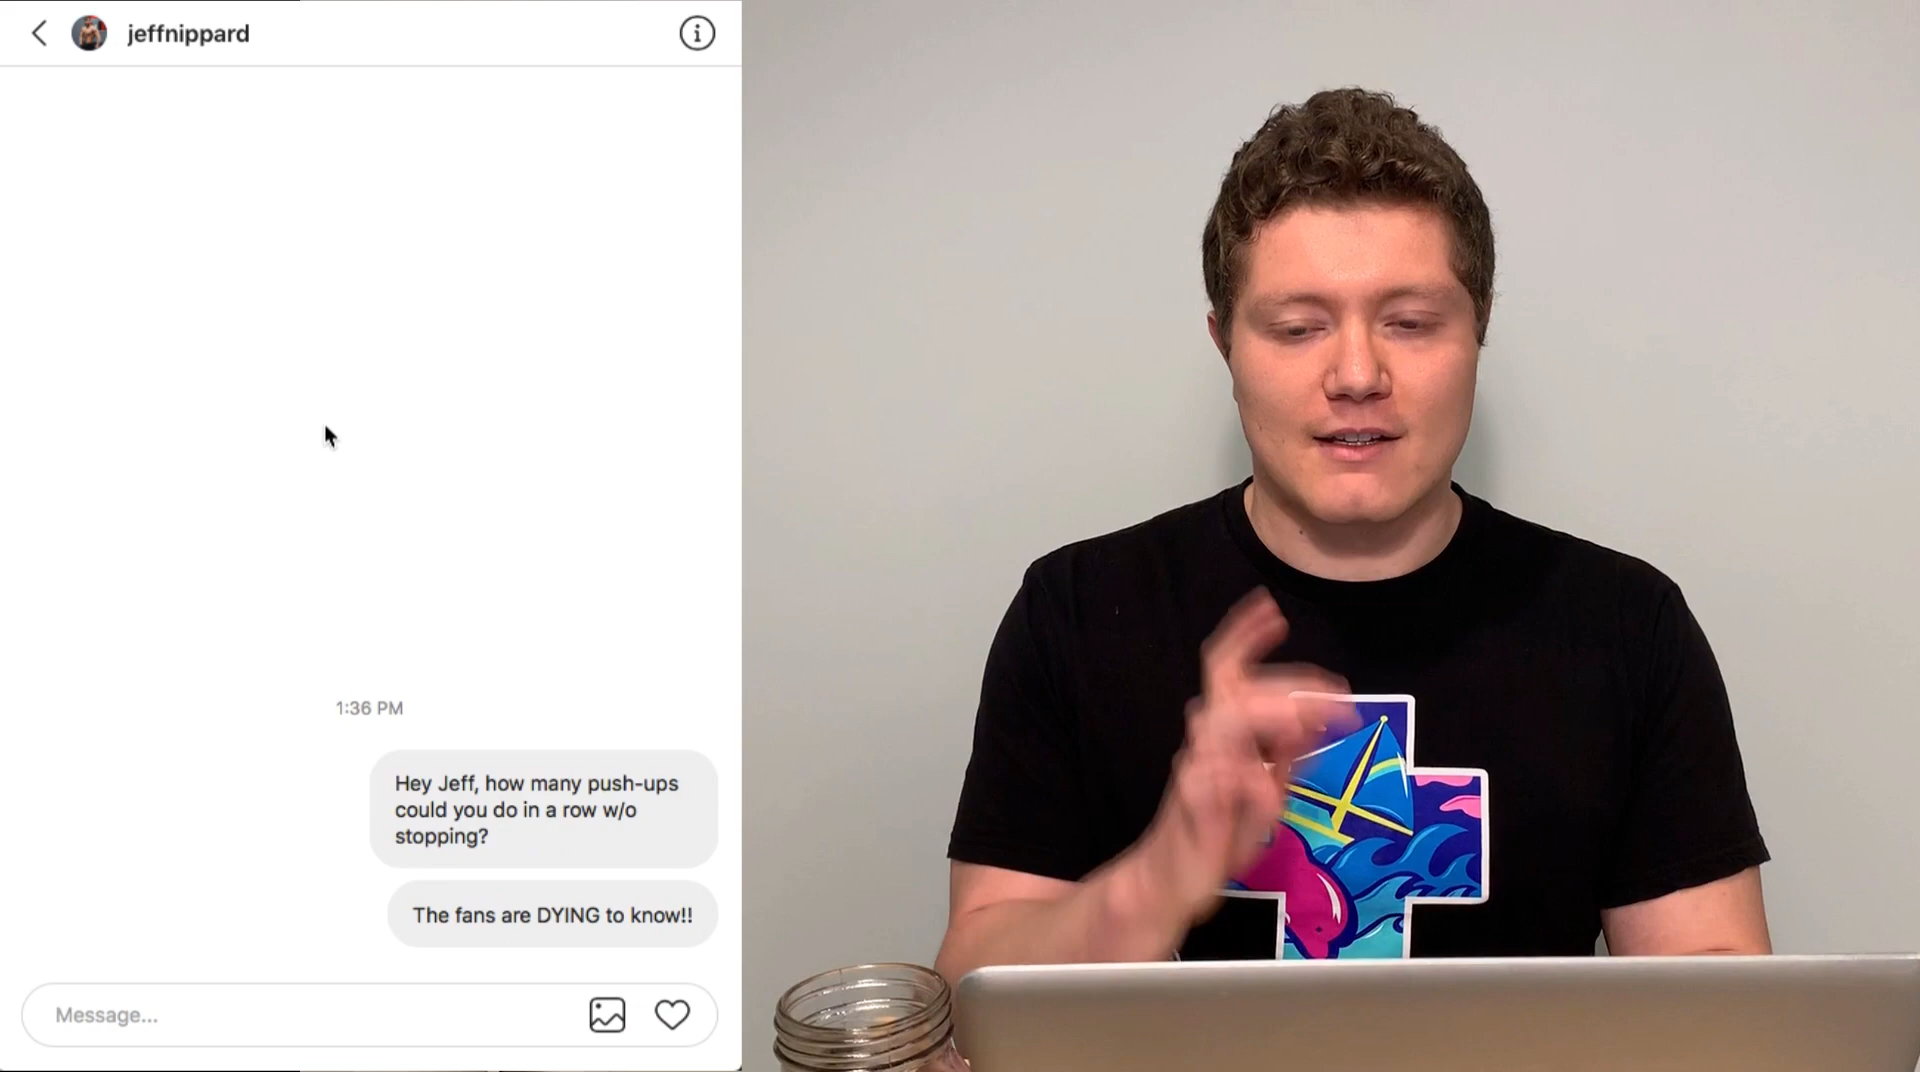 jeffnippard
1:36 PM
Hey Jeff, how many push-ups
could you do in a row w/o
stopping?
The fans are DYING to know!!
Message...